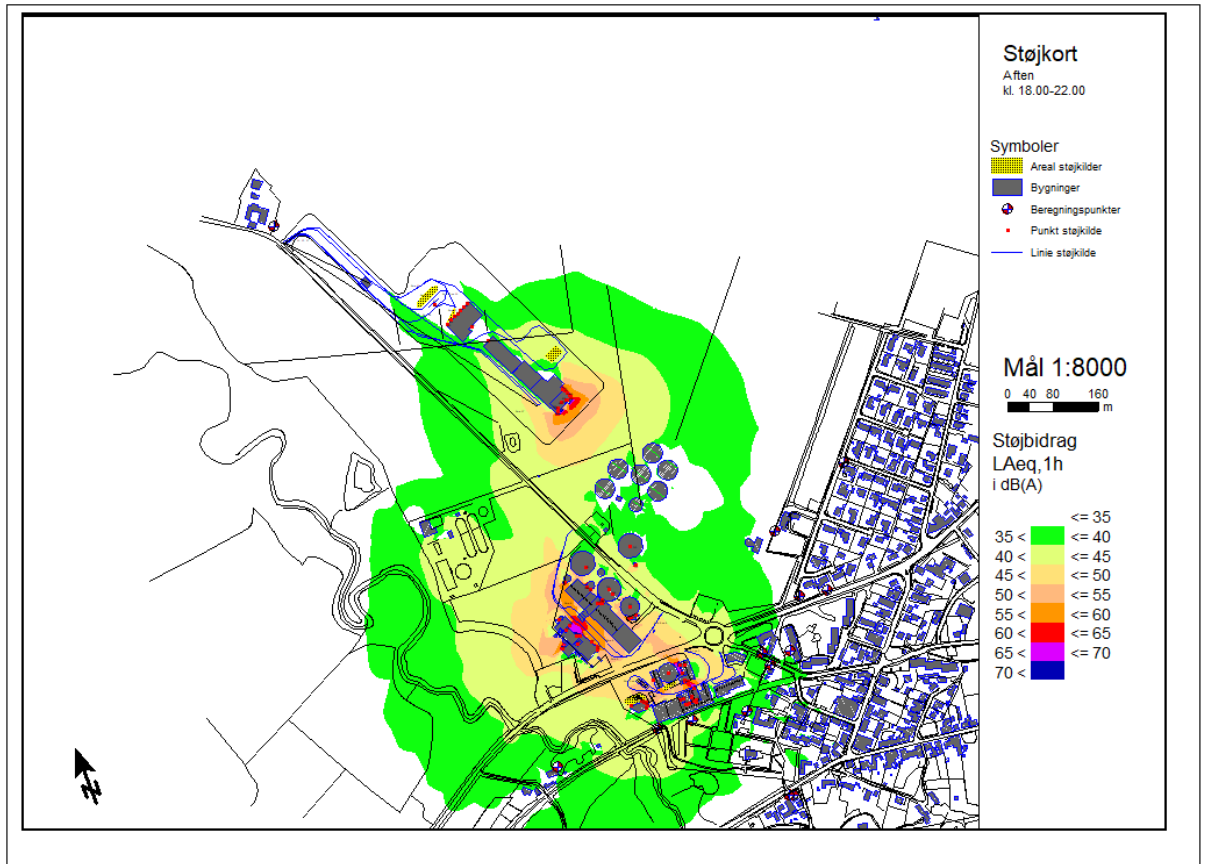 Støjkort
Aften
kl. 18.00-22.00
Symboler
Areal støjkilder
Bygninger
Beregningspunkter
Punkt støjkilde
Linie støjkilde
Mål 1:8000
0 40 80 160
m
Støjbidrag
LAeq,1h
i dB(A)
<= 35
35 < <= 40
40 < <= 45
45 < <= 50
50 < <= 55
55 < <= 60
60 < <= 65
65 < <= 70
70 <
N